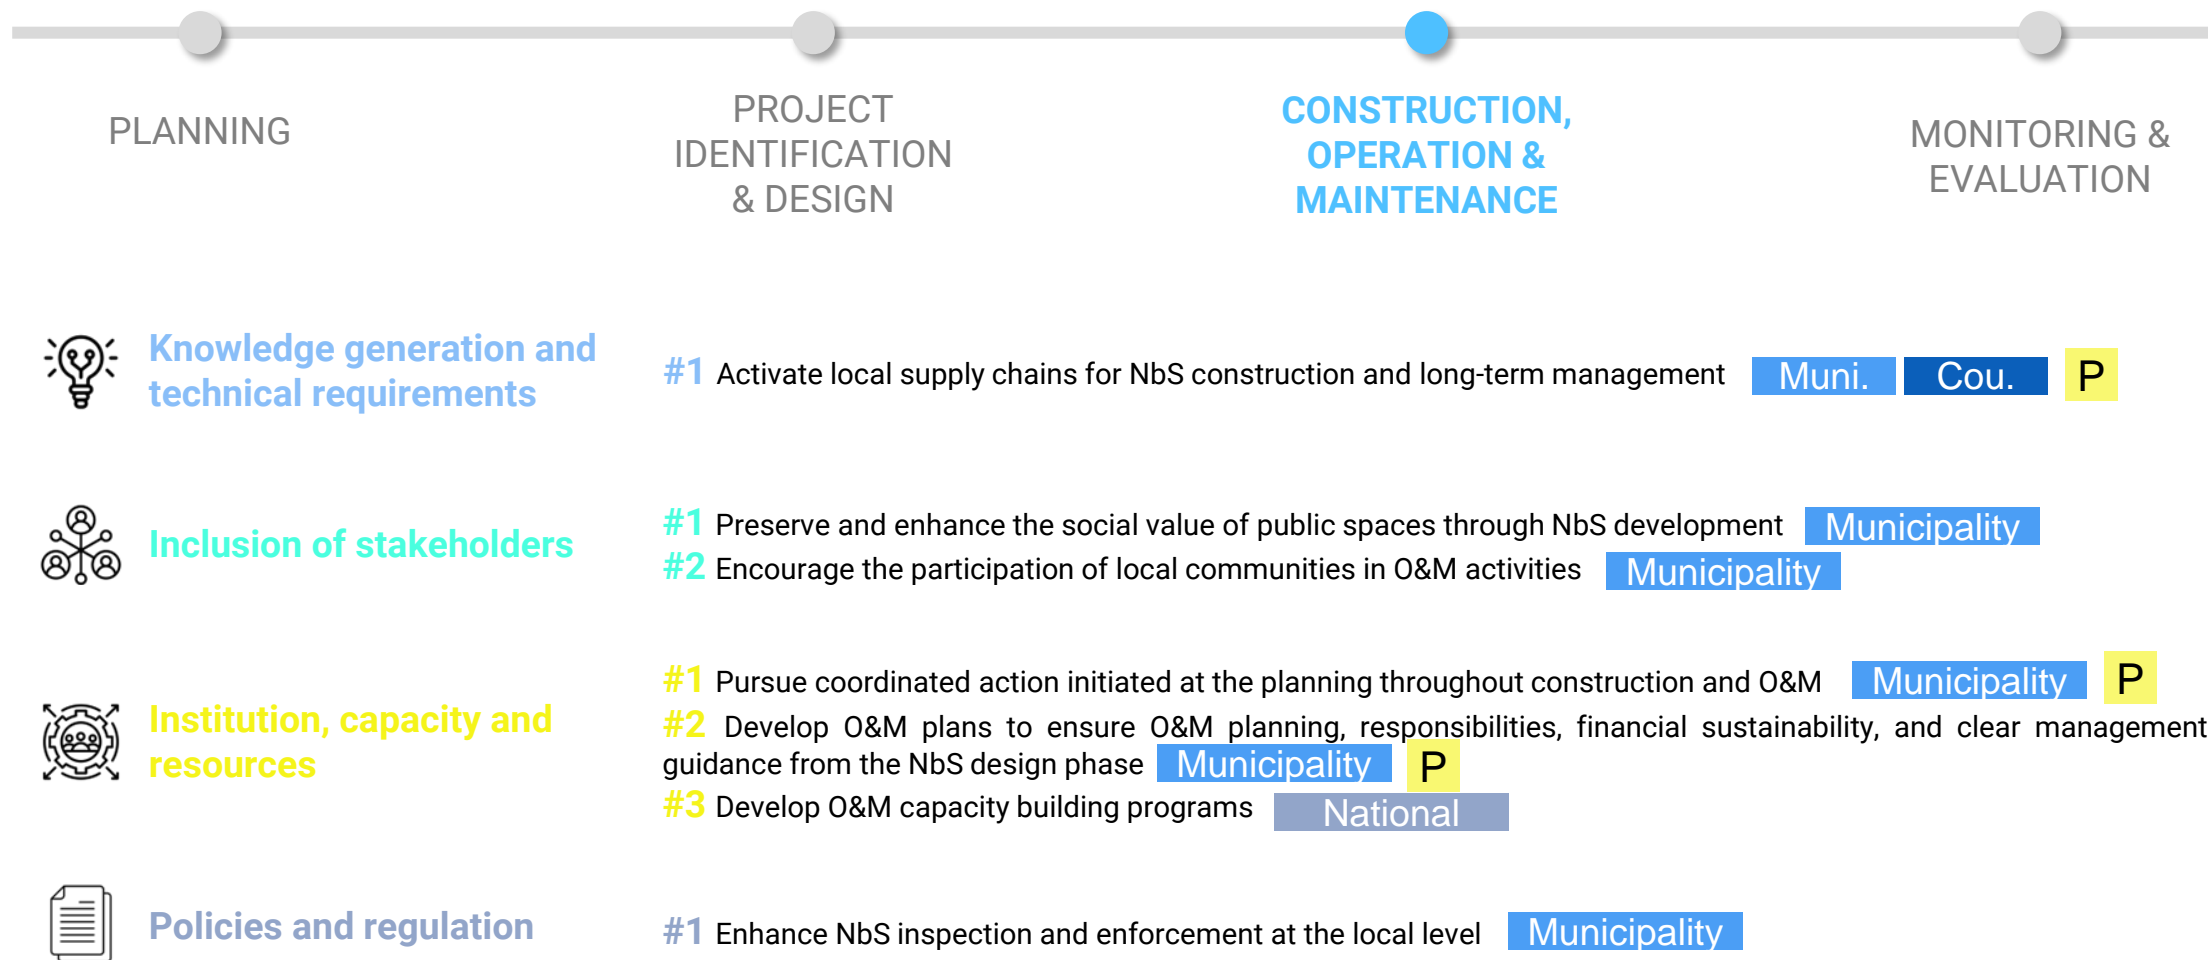 PLANNING
PROJECT
IDENTIFICATION
& DESIGN
CONSTRUCTION,
OPERATION &
MAINTENANCE
MONITORING &
EVALUATION
Knowledge generation and
technical requirements
#1 Activate local supply chains for NbS construction and long-term management Muni. Cou. P
Inclusion of stakeholders
#1 Preserve and enhance the social value of public spaces through NbS development Municipality
#2 Encourage the participation of local communities in O&M activities Municipality
Institution, capacity and
resources
#1 Pursue coordinated action initiated at the planning throughout construction and O&M Municipality P
#2 Develop O&M plans to ensure O&M planning, responsibilities, financial sustainability, and clear management
guidance from the NbS design phase Municipality P
#3 Develop O&M capacity building programs National
Policies and regulation
#1 Enhance NbS inspection and enforcement at the local level Municipality